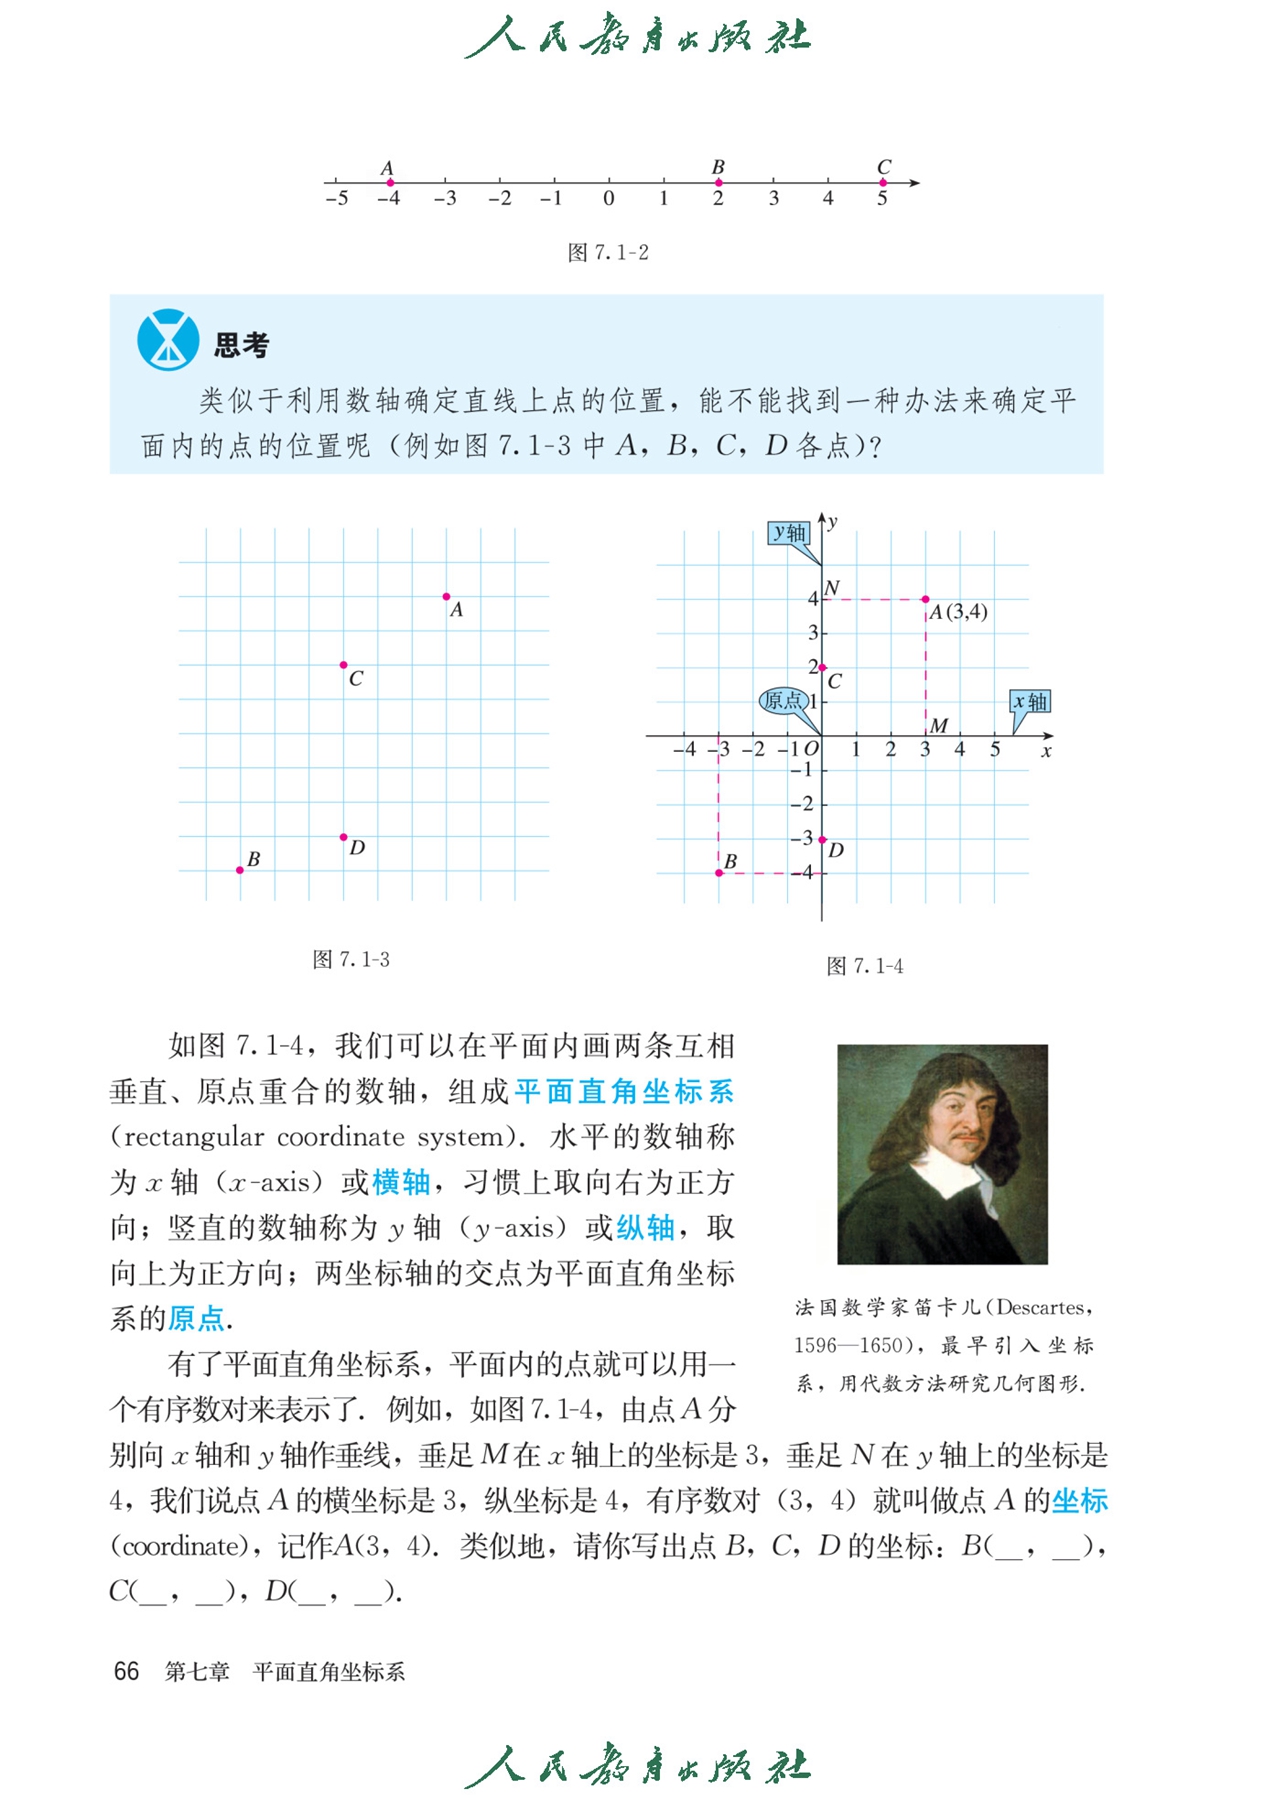 人民教育出版社
A B C
-5 -4 -3 -2 -1 0 1 2 3 4 5
图 7.1-2
思考
类似于利用数轴确定直线上点的位置，能不能找到一种办法来确定平
面内的点的位置呢（例如图 7.1-3 中 A，B，C，D 各点）？
A
C
D
B
图 7.1-3
y
y轴
N
4
A(3,4)
3
2
C
原点
1
x轴
M
-4 -3 -2 -1 O 1 2 3 4 5 x
-1
-2
-3
D
B
-4
图 7.1-4
如图 7.1-4，我们可以在平面内画两条互相
垂直、原点重合的数轴，组成平面直角坐标系
(rectangular coordinate system). 水平的数轴称
为 x 轴（x-axis）或横轴，习惯上取向右为正方
向；竖直的数轴称为 y 轴（y-axis）或纵轴，取
向上为正方向；两坐标轴的交点为平面直角坐标
系的原点.
法国数学家笛卡儿(Descartes,
1596—1650)，最早引入坐标
系，用代数方法研究几何图形.
有了平面直角坐标系，平面内的点就可以用一
个有序数对来表示了. 例如，如图 7.1-4，由点 A 分
别向 x 轴和 y 轴作垂线，垂足 M 在 x 轴上的坐标是 3，垂足 N 在 y 轴上的坐标是
4，我们说点 A 的横坐标是 3，纵坐标是 4，有序数对（3，4）就叫做点 A 的坐标
(coordinate)，记作A(3，4). 类似地，请你写出点 B，C，D 的坐标：B(__，__)，
C(__，__)，D(__，__).
66 第七章 平面直角坐标系
人民教育出版社